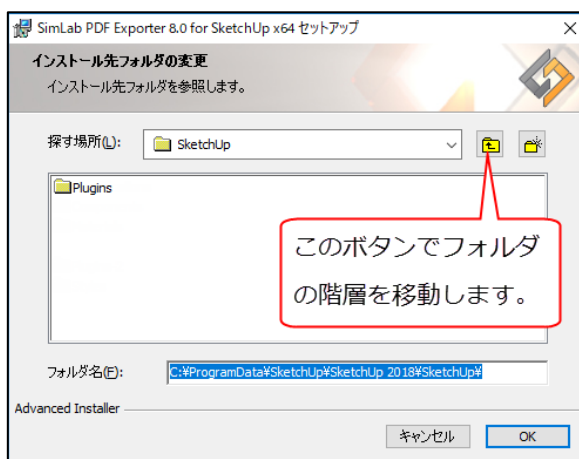 SimLab PDF Exporter 8.0 for SketchUp x64 セットアップ
インストール先フォルダの変更
インストール先フォルダを参照します。
探す場所(L):
SketchUp
Plugins
このボタンでフォルダ
の階層を移動します。
フォルダ名(F):
C:¥ProgramData¥SketchUp¥SketchUp 2018¥SketchUp¥
Advanced Installer
キャンセル
OK